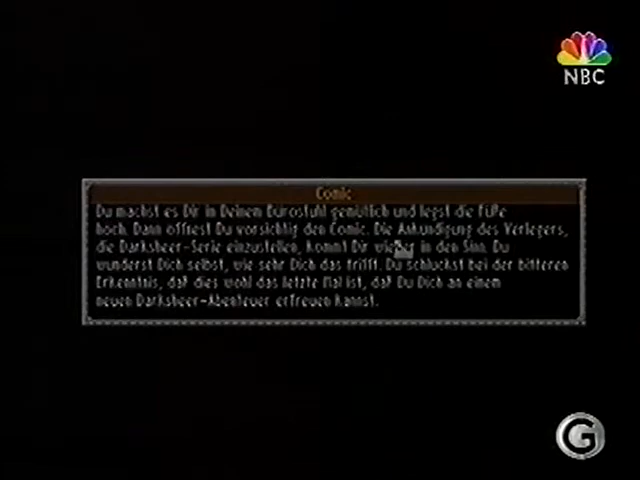 NBC
Comic
Du machst es Dir in Deinem Bürostuhl gemütlich und legst die Füße
hoch. Dann öffnest Du vorsichtig den Comic. Die Ankündigung des Verlegers,
die Darksheer-Serie einzustellen, kommt Dir wieder in den Sinn. Du
wunderst Dich selbst, wie sehr Dich das trifft. Du schluckst bei der bitteren
Erkenntnis, daß dies wohl das letzte Mal ist, daß Du Dich an einem
neuen Darksheer-Abenteuer erfreuen kannst.
G